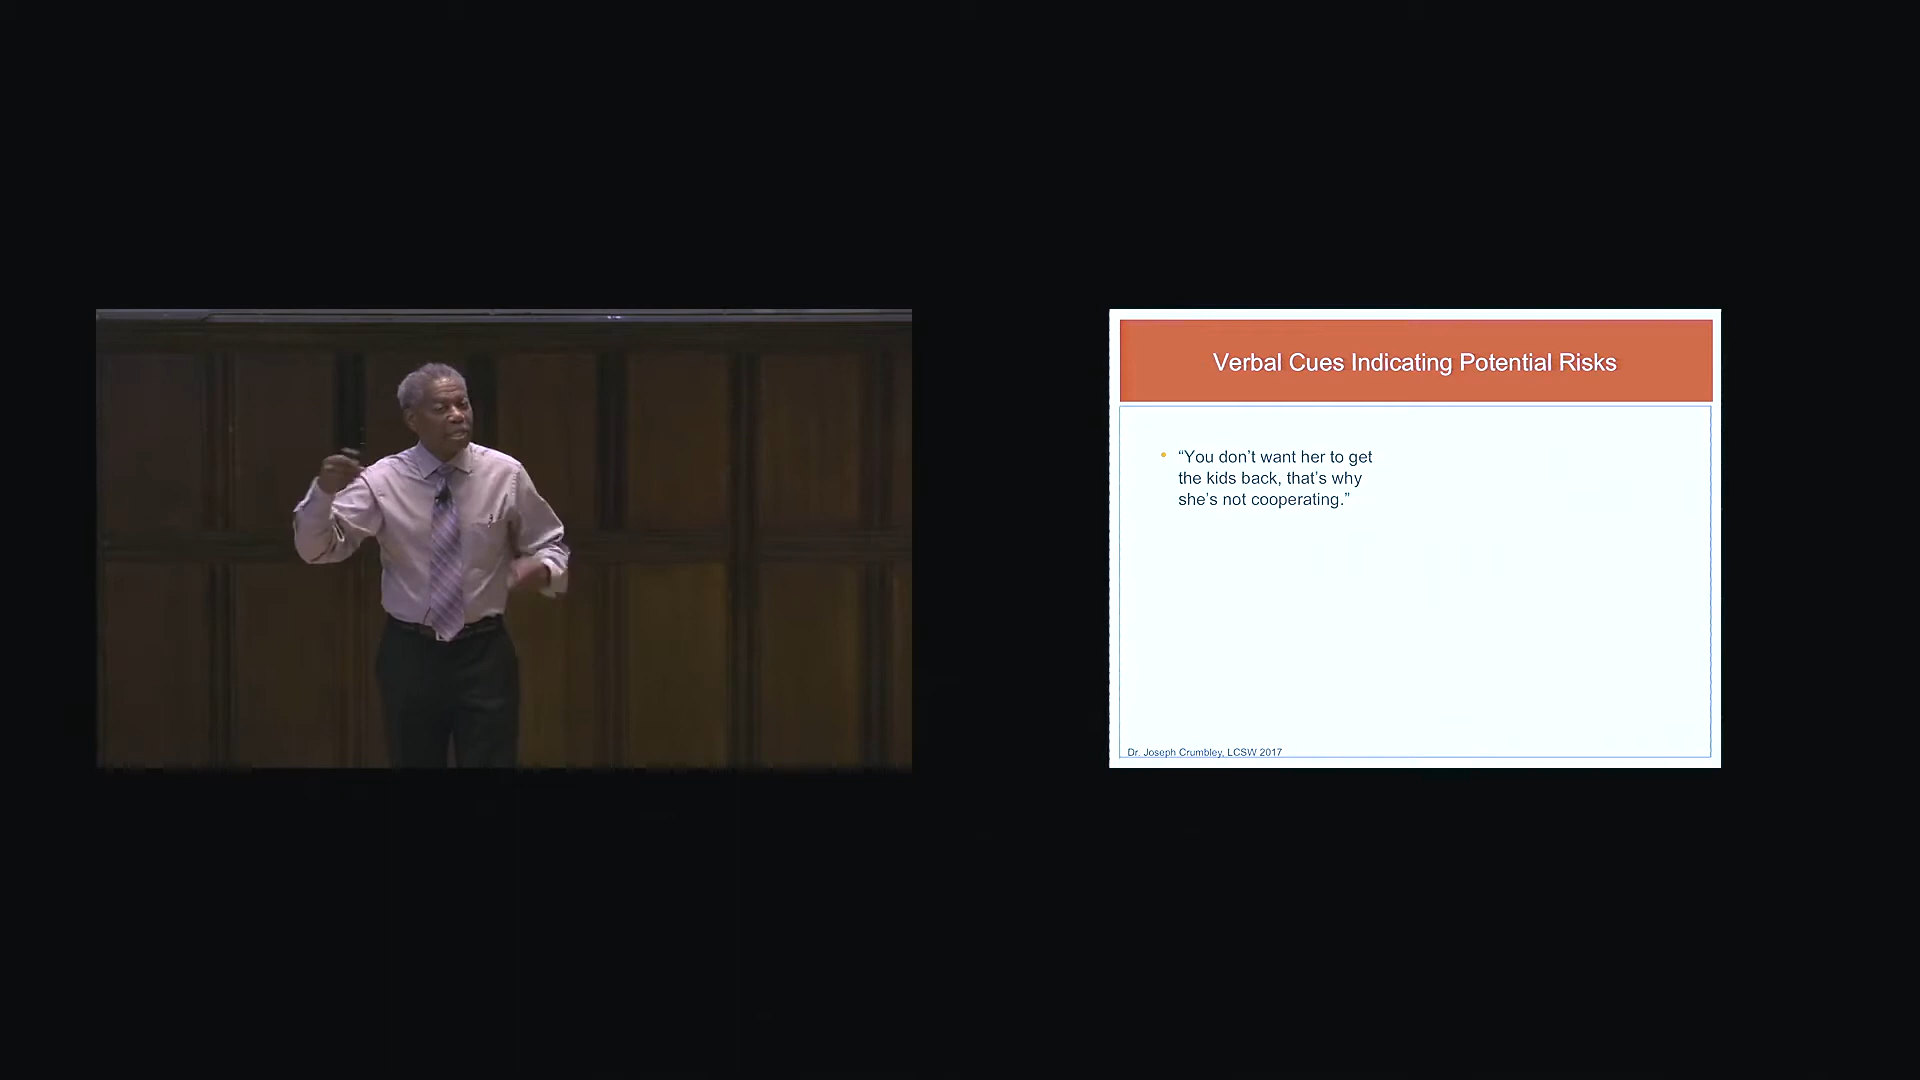 Verbal Cues Indicating Potential Risks
• “You don’t want her to get
the kids back, that’s why
she’s not cooperating.”
Dr. Joseph Crumbley, LCSW 2017